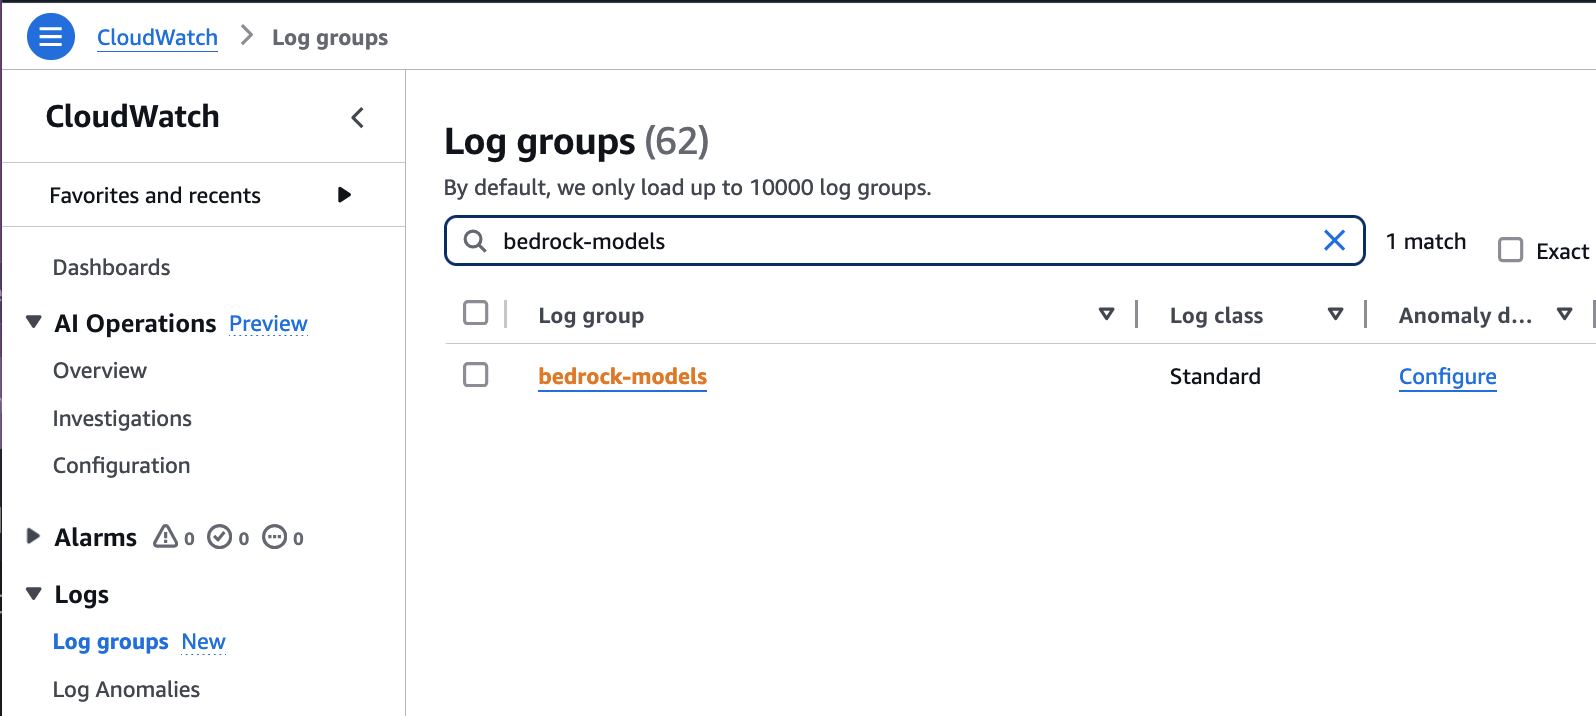 CloudWatch > Log groups
CloudWatch
Favorites and recents
Dashboards
AI Operations Preview
Overview
Investigations
Configuration
Alarms 0 0 0
Logs
Log groups New
Log Anomalies
Log groups (62)
By default, we only load up to 10000 log groups.
bedrock-models 1 match Exact
Log group Log class Anomaly d...
bedrock-models Standard Configure